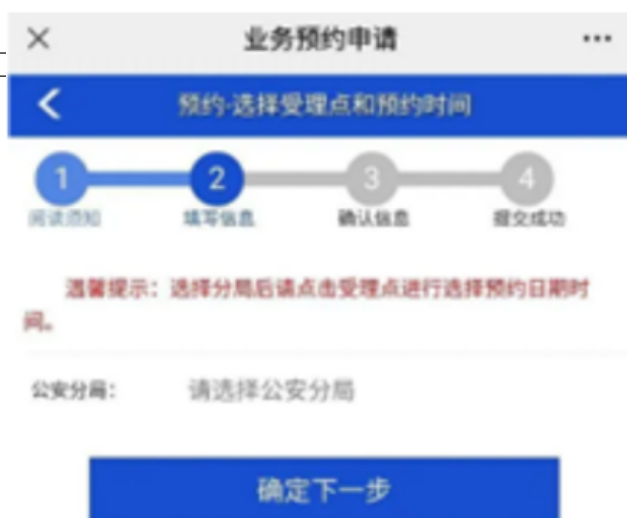 业务预约申请
预约-选择受理点和预约时间
1 2 3 4
阅读须知 填写信息 确认信息 提交成功
温馨提示：选择分局后请点击受理点进行选择预约日期时
间。
公安分局： 请选择公安分局
确定下一步